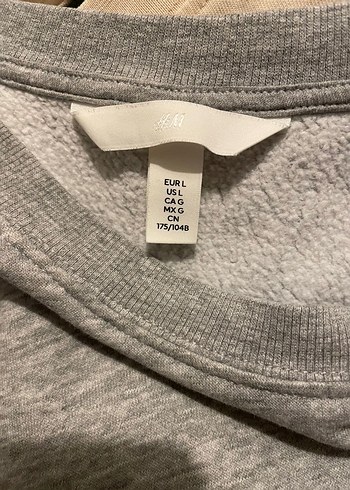 H&M
EUR L
US L
CA G
MX G
CN
175/104B